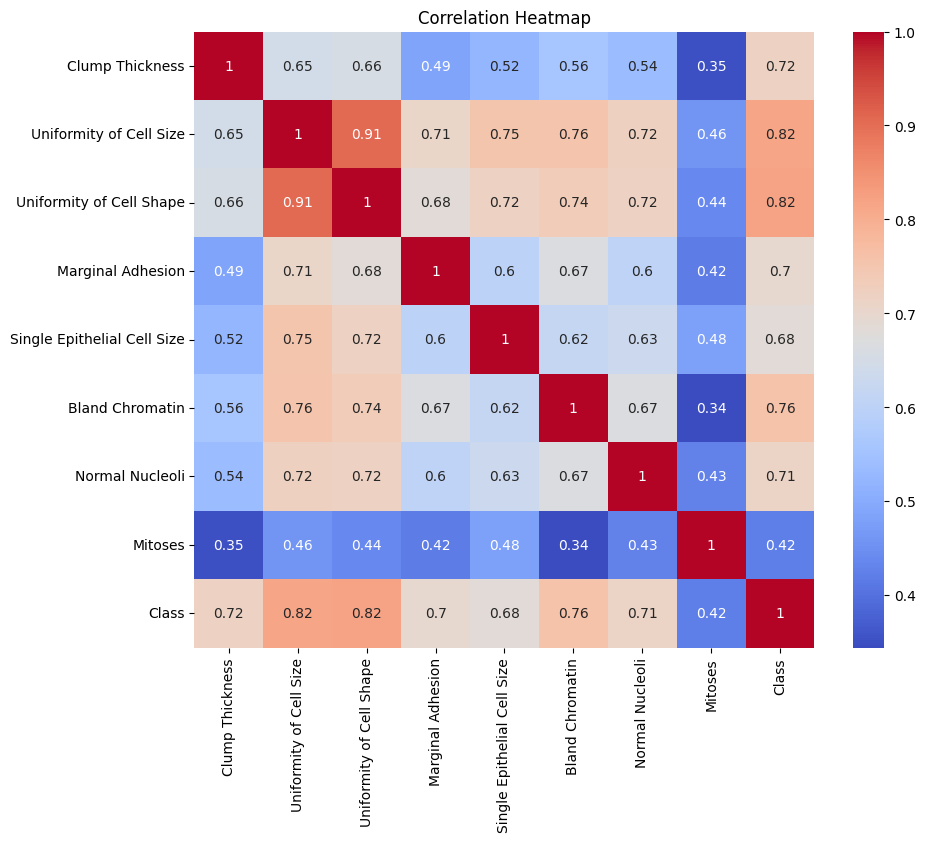 Correlation Heatmap
Clump Thickness 1 0.65 0.66 0.49 0.52 0.56 0.54 0.35 0.72
Uniformity of Cell Size 0.65 1 0.91 0.71 0.75 0.76 0.72 0.46 0.82
Uniformity of Cell Shape 0.66 0.91 1 0.68 0.72 0.74 0.72 0.44 0.82
Marginal Adhesion 0.49 0.71 0.68 1 0.6 0.67 0.6 0.42 0.7
Single Epithelial Cell Size 0.52 0.75 0.72 0.6 1 0.62 0.63 0.48 0.68
Bland Chromatin 0.56 0.76 0.74 0.67 0.62 1 0.67 0.34 0.76
Normal Nucleoli 0.54 0.72 0.72 0.6 0.63 0.67 1 0.43 0.71
Mitoses 0.35 0.46 0.44 0.42 0.48 0.34 0.43 1 0.42
Class 0.72 0.82 0.82 0.7 0.68 0.76 0.71 0.42 1
Clump Thickness
Uniformity of Cell Size
Uniformity of Cell Shape
Marginal Adhesion
Single Epithelial Cell Size
Bland Chromatin
Normal Nucleoli
Mitoses
Class
1.0
0.9
0.8
0.7
0.6
0.5
0.4